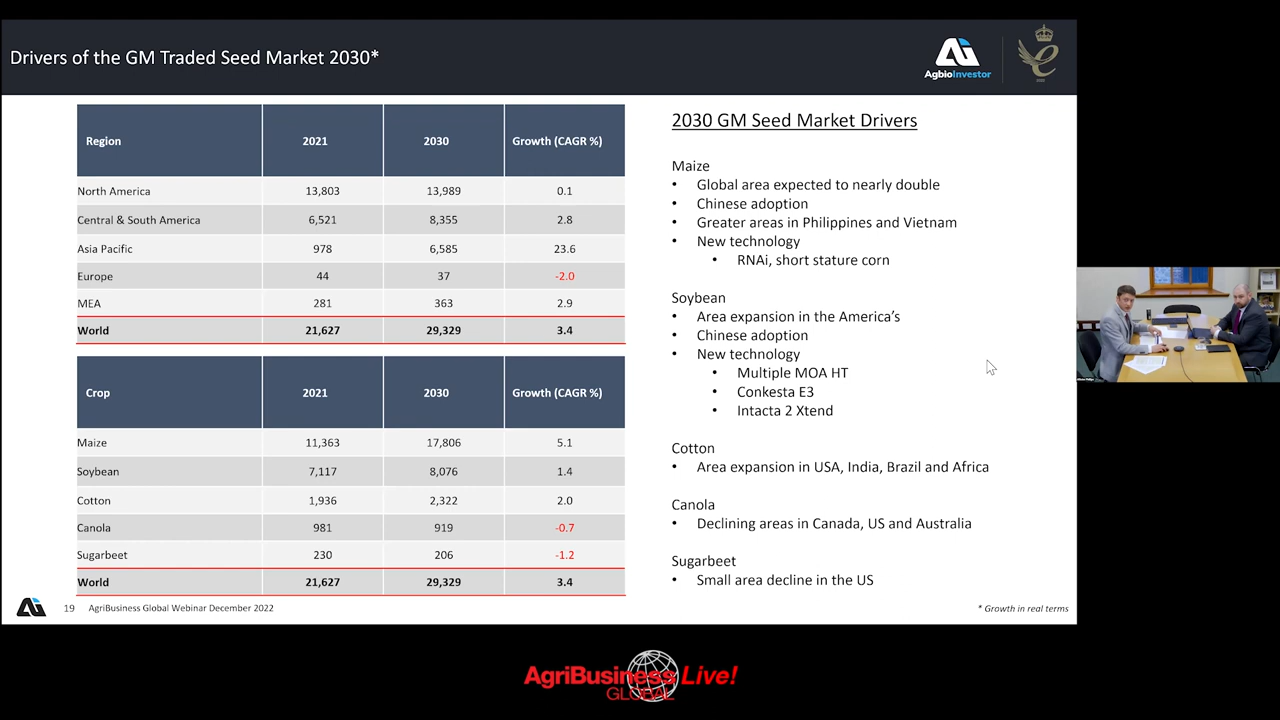 Drivers of the GM Traded Seed Market 2030*
AgbioInvestor
Region 2021 2030 Growth (CAGR %)
North America 13,803 13,989 0.1
Central & South America 6,521 8,355 2.8
Asia Pacific 978 6,585 23.6
Europe 44 37 -2.0
MEA 281 363 2.9
World 21,627 29,329 3.4
Crop 2021 2030 Growth (CAGR %)
Maize 11,363 17,806 5.1
Soybean 7,117 8,076 1.4
Cotton 1,936 2,322 2.0
Canola 981 919 -0.7
Sugarbeet 230 206 -1.2
World 21,627 29,329 3.4
2030 GM Seed Market Drivers
Maize
• Global area expected to nearly double
• Chinese adoption
• Greater areas in Philippines and Vietnam
• New technology
• RNAi, short stature corn
Soybean
• Area expansion in the America's
• Chinese adoption
• New technology
• Multiple MOA HT
• Conkesta E3
• Intacta 2 Xtend
Cotton
• Area expansion in USA, India, Brazil and Africa
Canola
• Declining areas in Canada, US and Australia
Sugarbeet
• Small area decline in the US
19 AgriBusiness Global Webinar December 2022
* Growth in real terms
AgriBusiness Live!
GLOBAL